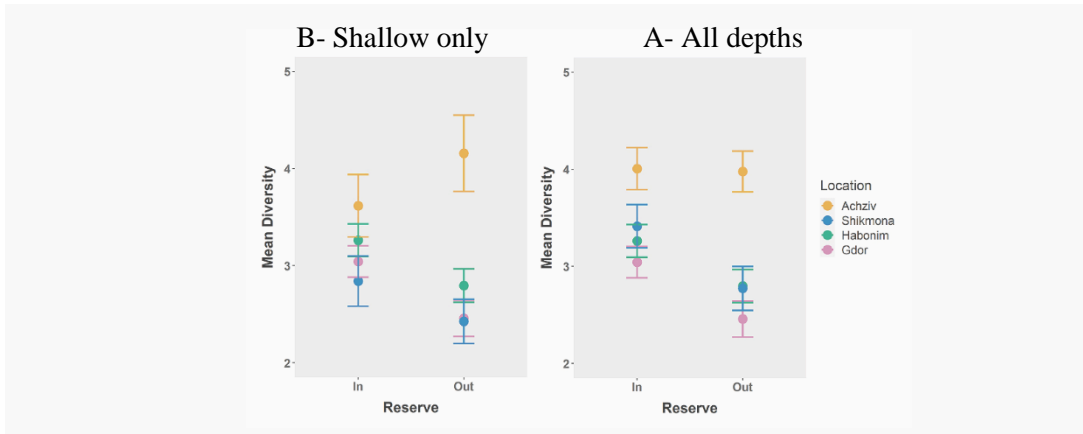 B- Shallow only
A- All depths
5
4
3
2
Mean Diversity
In
Out
Reserve
5
4
3
2
Mean Diversity
In
Out
Reserve
Location
Achziv
Shikmona
Habonim
Gdor